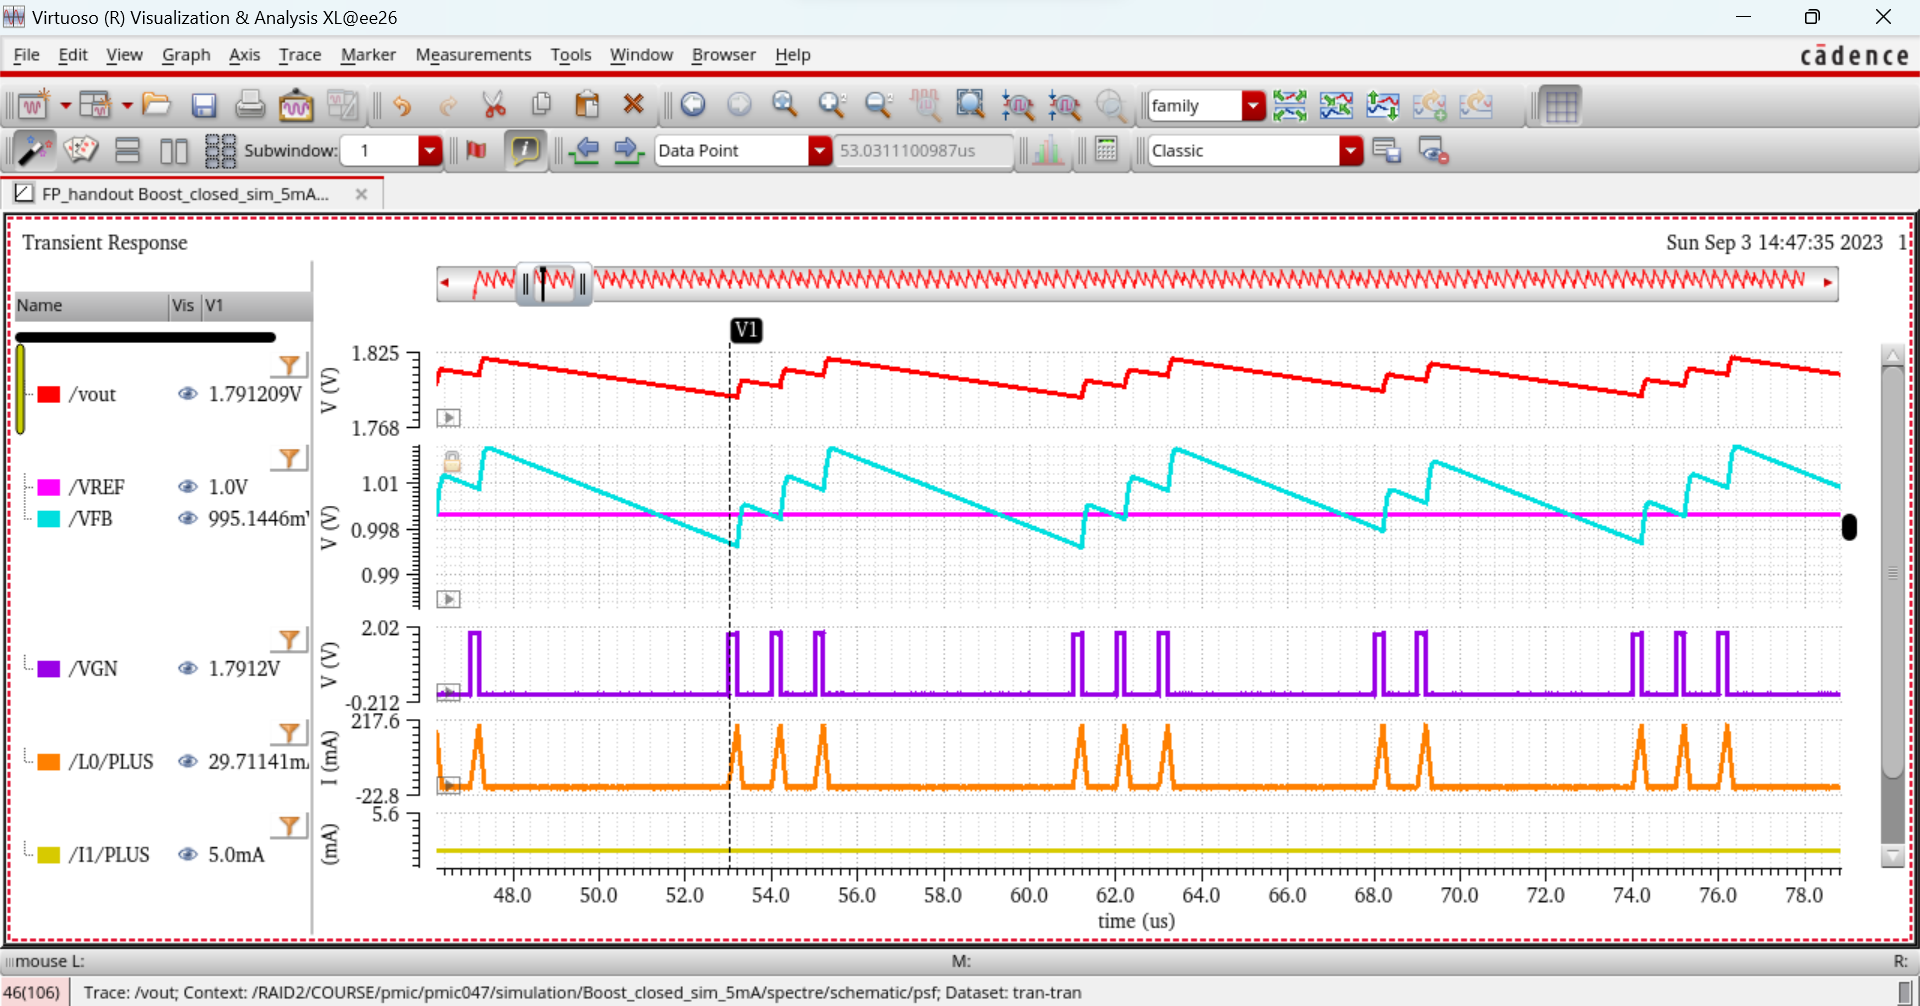 Virtuoso (R) Visualization & Analysis XL@ee26
File Edit View Graph Axis Trace Marker Measurements Tools Window Browser Help
cādence
family
Subwindow: 1
Data Point
53.0311100987us
Classic
FP_handout Boost_closed_sim_5mA...
Transient Response
Sun Sep 3 14:47:35 2023 1
Name Vis V1
V1
/vout 1.791209V
V (V)
1.825
1.768
/VREF 1.0V
/VFB 995.1446m
V (V)
1.01
0.998
0.99
/VGN 1.7912V
V (V)
2.02
-0.212
/L0/PLUS 29.71141m
I (mA)
217.6
-22.8
/I1/PLUS 5.0mA
(mA)
5.6
48.0 50.0 52.0 54.0 56.0 58.0 60.0 62.0 64.0 66.0 68.0 70.0 72.0 74.0 76.0 78.0
time (us)
mouse L: M: R:
46(106) Trace: /vout; Context: /RAID2/COURSE/pmic/pmic047/simulation/Boost_closed_sim_5mA/spectre/schematic/psf; Dataset: tran-tran